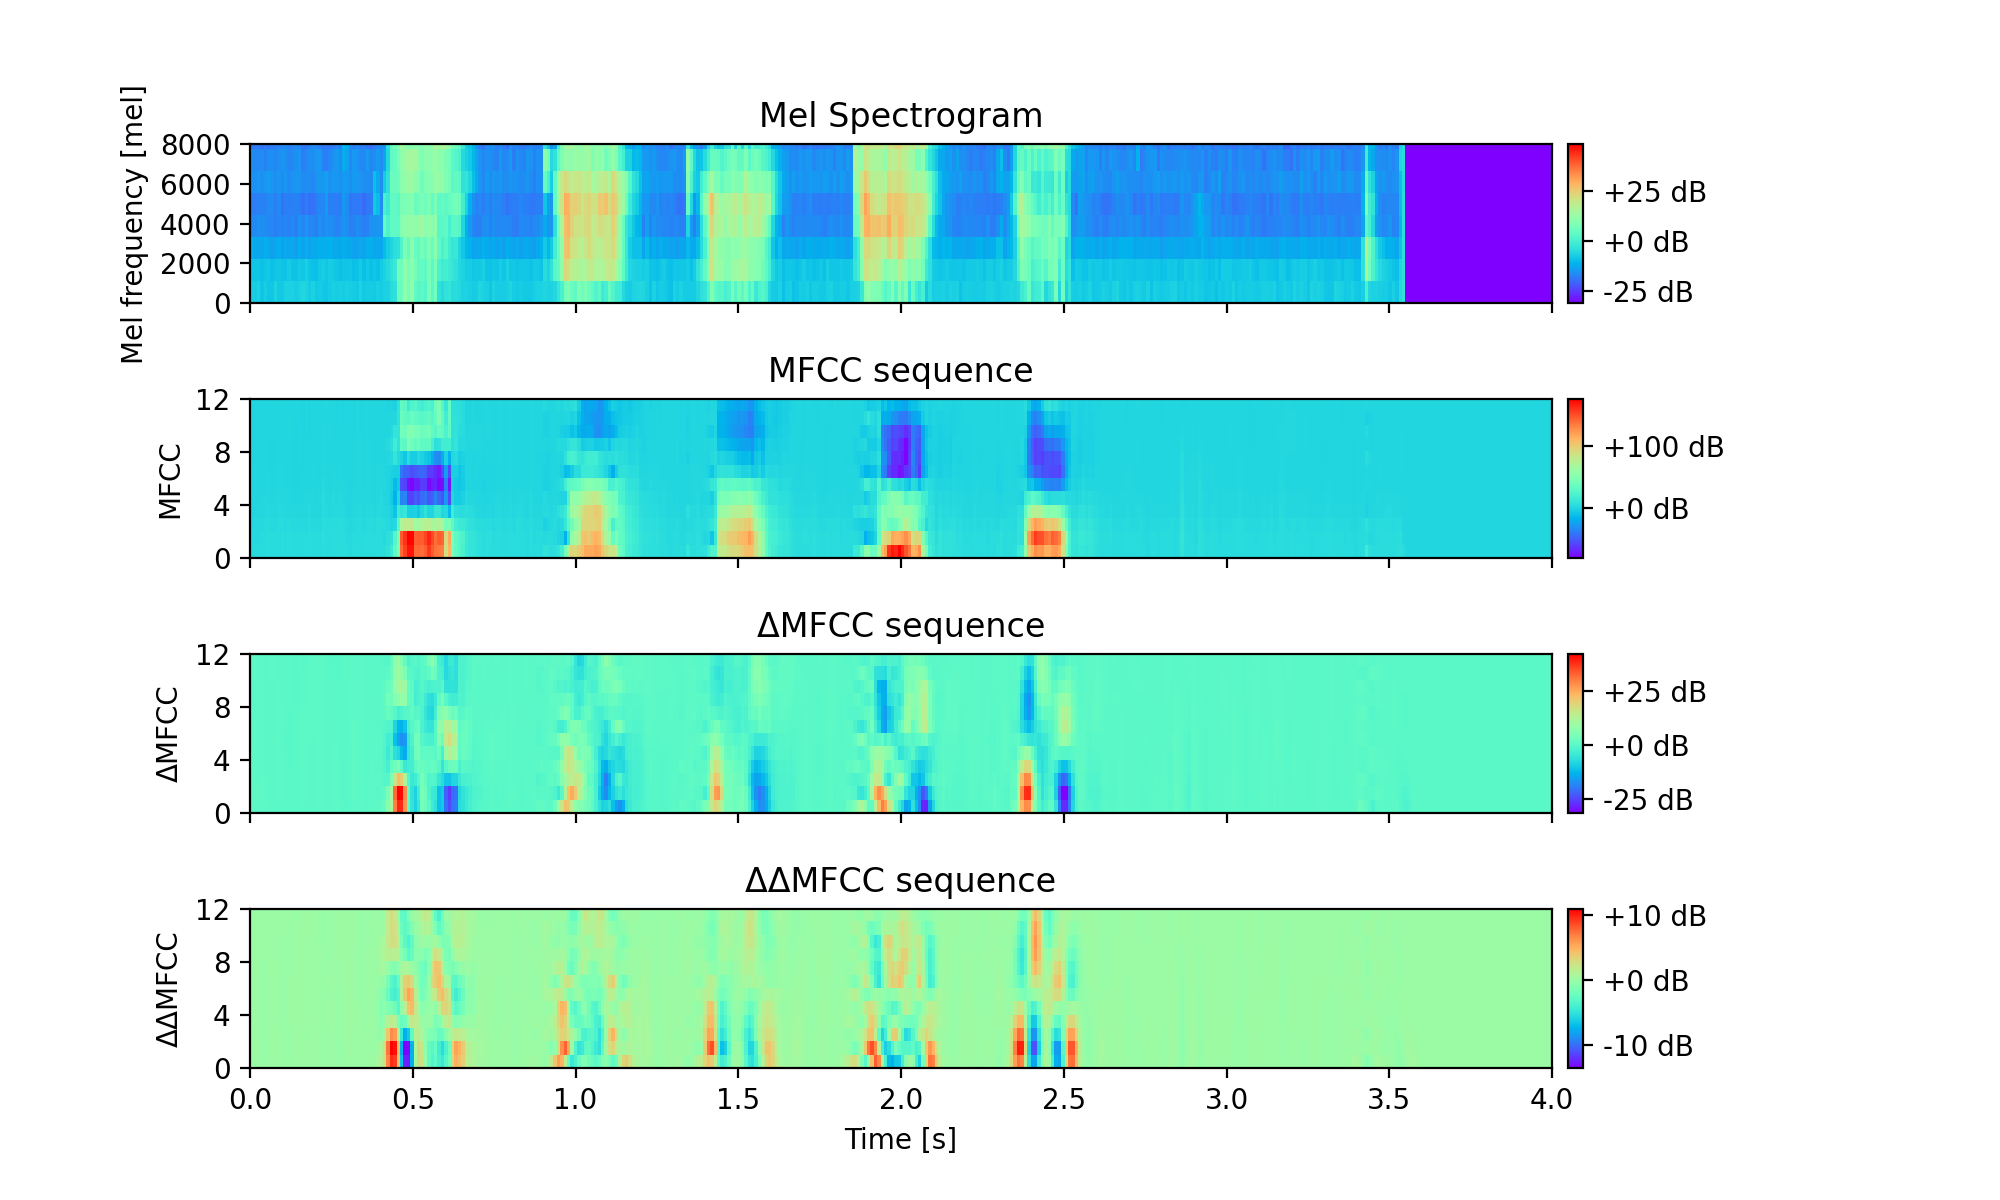 Mel Spectrogram
Mel frequency [mel]
8000
6000
4000
2000
0
+25 dB
+0 dB
-25 dB
MFCC sequence
MFCC
12
8
4
0
+100 dB
+0 dB
ΔMFCC sequence
ΔMFCC
12
8
4
0
+25 dB
+0 dB
-25 dB
ΔΔMFCC sequence
ΔΔMFCC
12
8
4
0
+10 dB
+0 dB
-10 dB
0.0 0.5 1.0 1.5 2.0 2.5 3.0 3.5 4.0
Time [s]